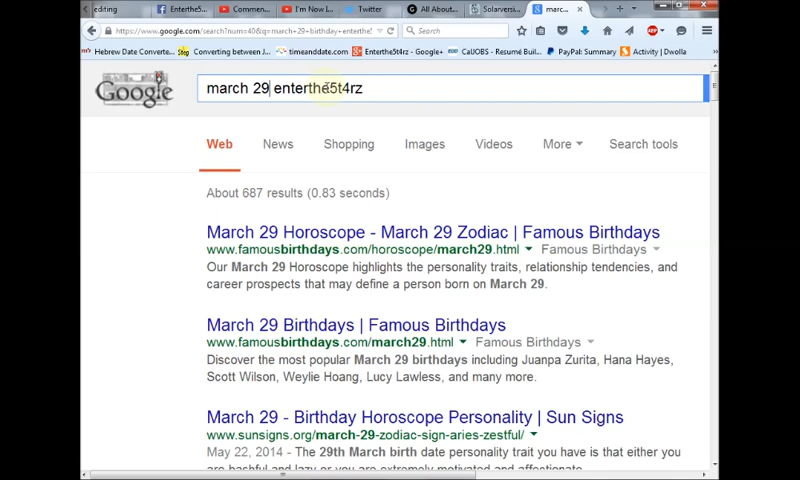 editing Enterthe5... Commen... I'm Now I... Twitter All About... Solarversi... marc...
https://www.google.com/search?num=40&q=march+29+birthday+enterthe! Search
Hebrew Date Converte... Converting between J... timeanddate.com Enterthe5t4rz - Google+ CalJOBS - Resume Build... PayPal: Summary Activity | Dwolla
Google march 29 enterthe5t4rz
Web News Shopping Images Videos More Search tools
About 687 results (0.83 seconds)
March 29 Horoscope - March 29 Zodiac | Famous Birthdays
www.famousbirthdays.com/horoscope/march29.html Famous Birthdays
Our March 29 Horoscope highlights the personality traits, relationship tendencies, and
career prospects that may define a person born on March 29.
March 29 Birthdays | Famous Birthdays
www.famousbirthdays.com/march29.html Famous Birthdays
Discover the most popular March 29 birthdays including Juanpa Zurita, Hana Hayes,
Scott Wilson, Weylie Hoang, Lucy Lawless, and many more.
March 29 - Birthday Horoscope Personality | Sun Signs
www.sunsigns.org/march-29-zodiac-sign-aries-zestful/
May 22, 2014 - The 29th March birth date personality trait you have is that either you
are bashful and lazy or you are extremely motivated and affectionate